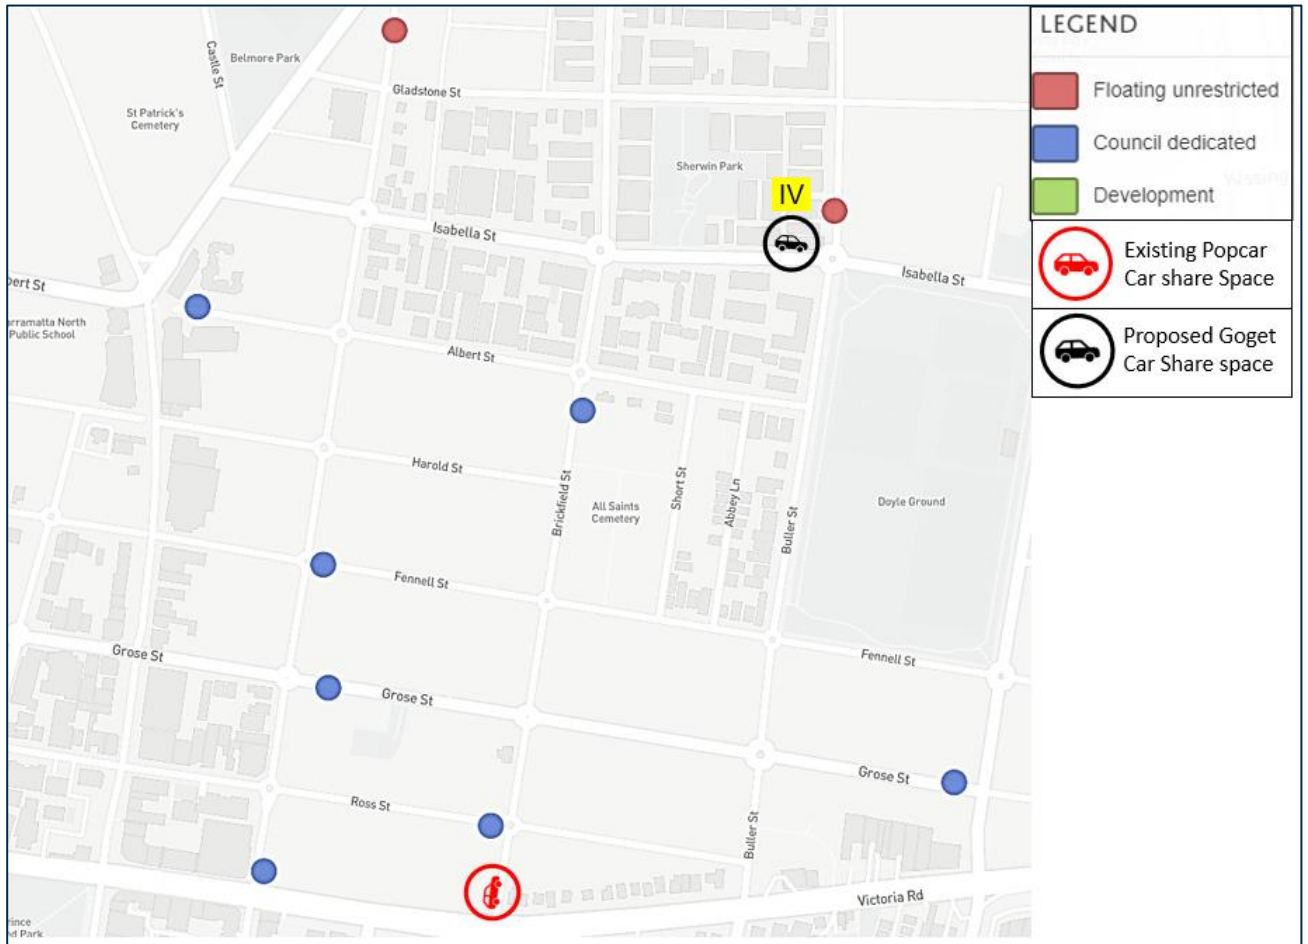 LEGEND
Floating unrestricted
Council dedicated
Development
Existing Popcar
Car share Space
Proposed Goget
Car Share space
Castle St
Belmore Park
St Patrick's
Cemetery
Gladstone St
Sherwin Park
IV
Isabella St
Isabella St
bert St
arramatta North
Public School
Albert St
Harold St
Brickfield St
All Saints
Cemetery
Short St
Abbey Ln
Buller St
Doyle Ground
Fennell St
Fennell St
Grose St
Grose St
Grose St
Ross St
Buller St
Victoria Rd
rince
ed Park